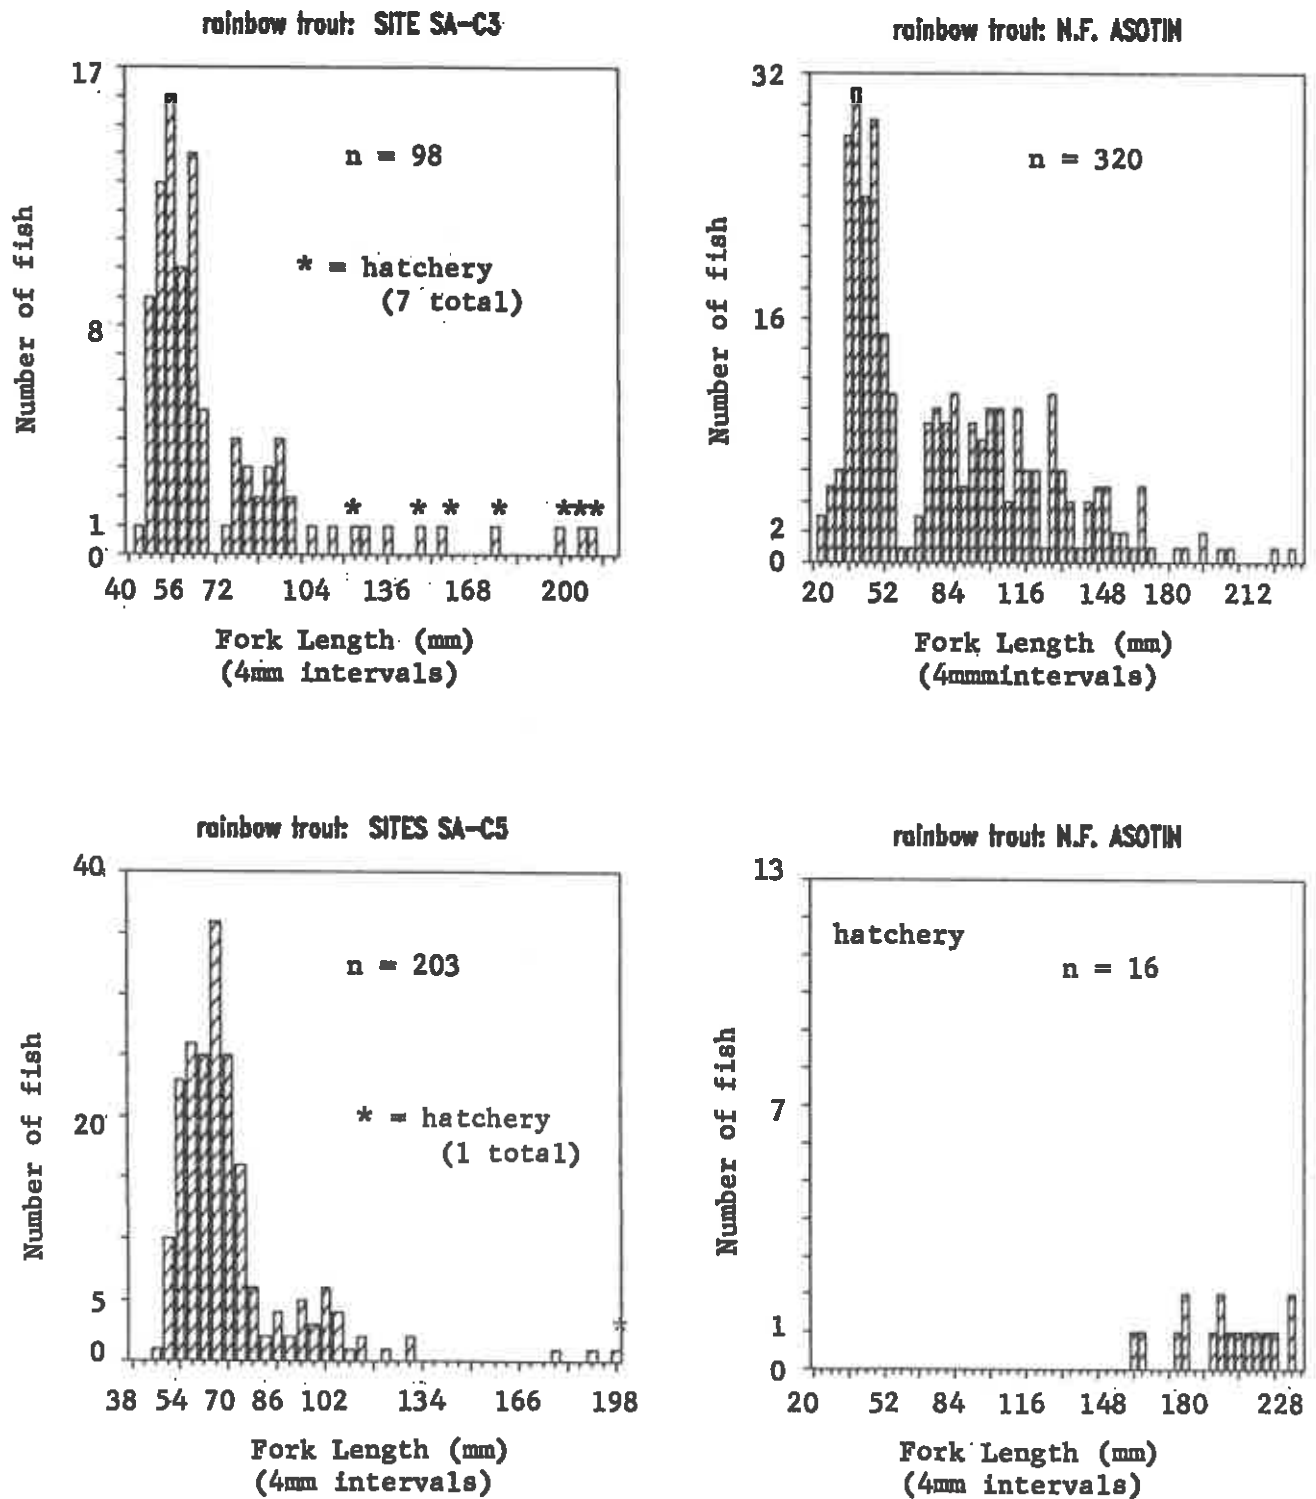 rainbow trout: SITE SA-C3
17
8
1
0
Number of fish
n = 98
* = hatchery
(7 total)
* * * * * * *
40 56 72 104 136 168 200
Fork Length (mm)
(4mm intervals)
rainbow trout: N.F. ASOTIN
32
16
2
0
Number of fish
n = 320
20 52 84 116 148 180 212
Fork Length (mm)
(4mmmintervals)
rainbow trout: SITES SA-C5
40
20
5
0
Number of fish
n = 203
* = hatchery
(1 total)
*
38 54 70 86 102 134 166 198
Fork Length (mm)
(4mm intervals)
rainbow trout: N.F. ASOTIN
13
7
1
0
Number of fish
hatchery
n = 16
20 52 84 116 148 180 228
Fork Length (mm)
(4mm intervals)